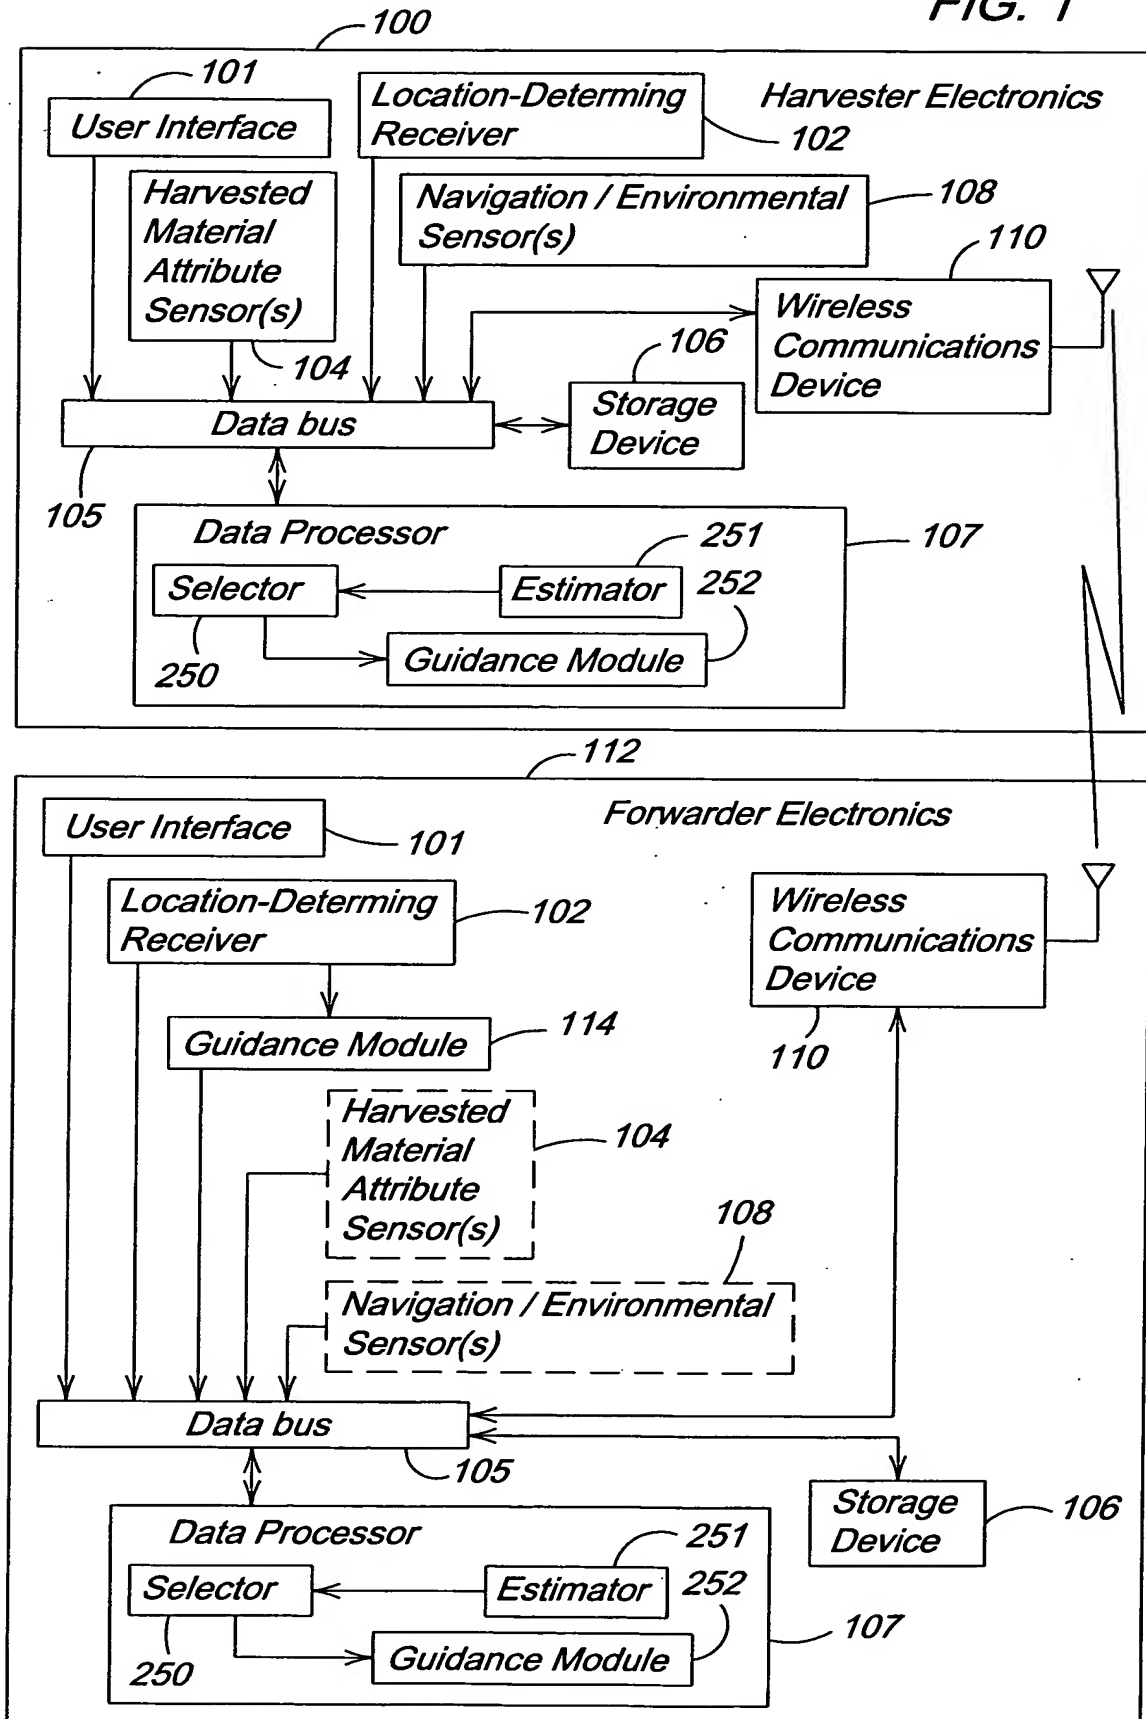 FIG. 1
100
101
User Interface
Location-Determing
Receiver
102
Harvester Electronics
Harvested
Material
Attribute
Sensor(s)
104
Navigation / Environmental
Sensor(s)
108
110
Wireless
Communications
Device
106
Storage
Device
Data bus
105
Data Processor
107
251
Selector
Estimator
252
250
Guidance Module
112
User Interface
101
Forwarder Electronics
Location-Determing
Receiver
102
Wireless
Communications
Device
110
Guidance Module
114
Harvested
Material
Attribute
Sensor(s)
104
108
Navigation / Environmental
Sensor(s)
Data bus
105
Storage
Device
106
Data Processor
251
Selector
Estimator
252
250
Guidance Module
107